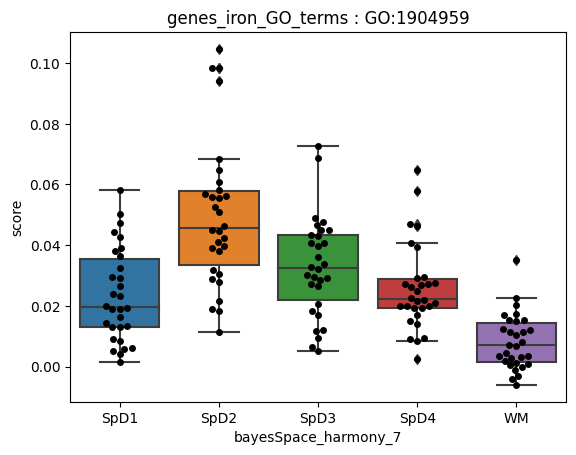 genes_iron_GO_terms : GO:1904959
score
0.10
0.08
0.06
0.04
0.02
0.00
SpD1 SpD2 SpD3 SpD4 WM
bayesSpace_harmony_7